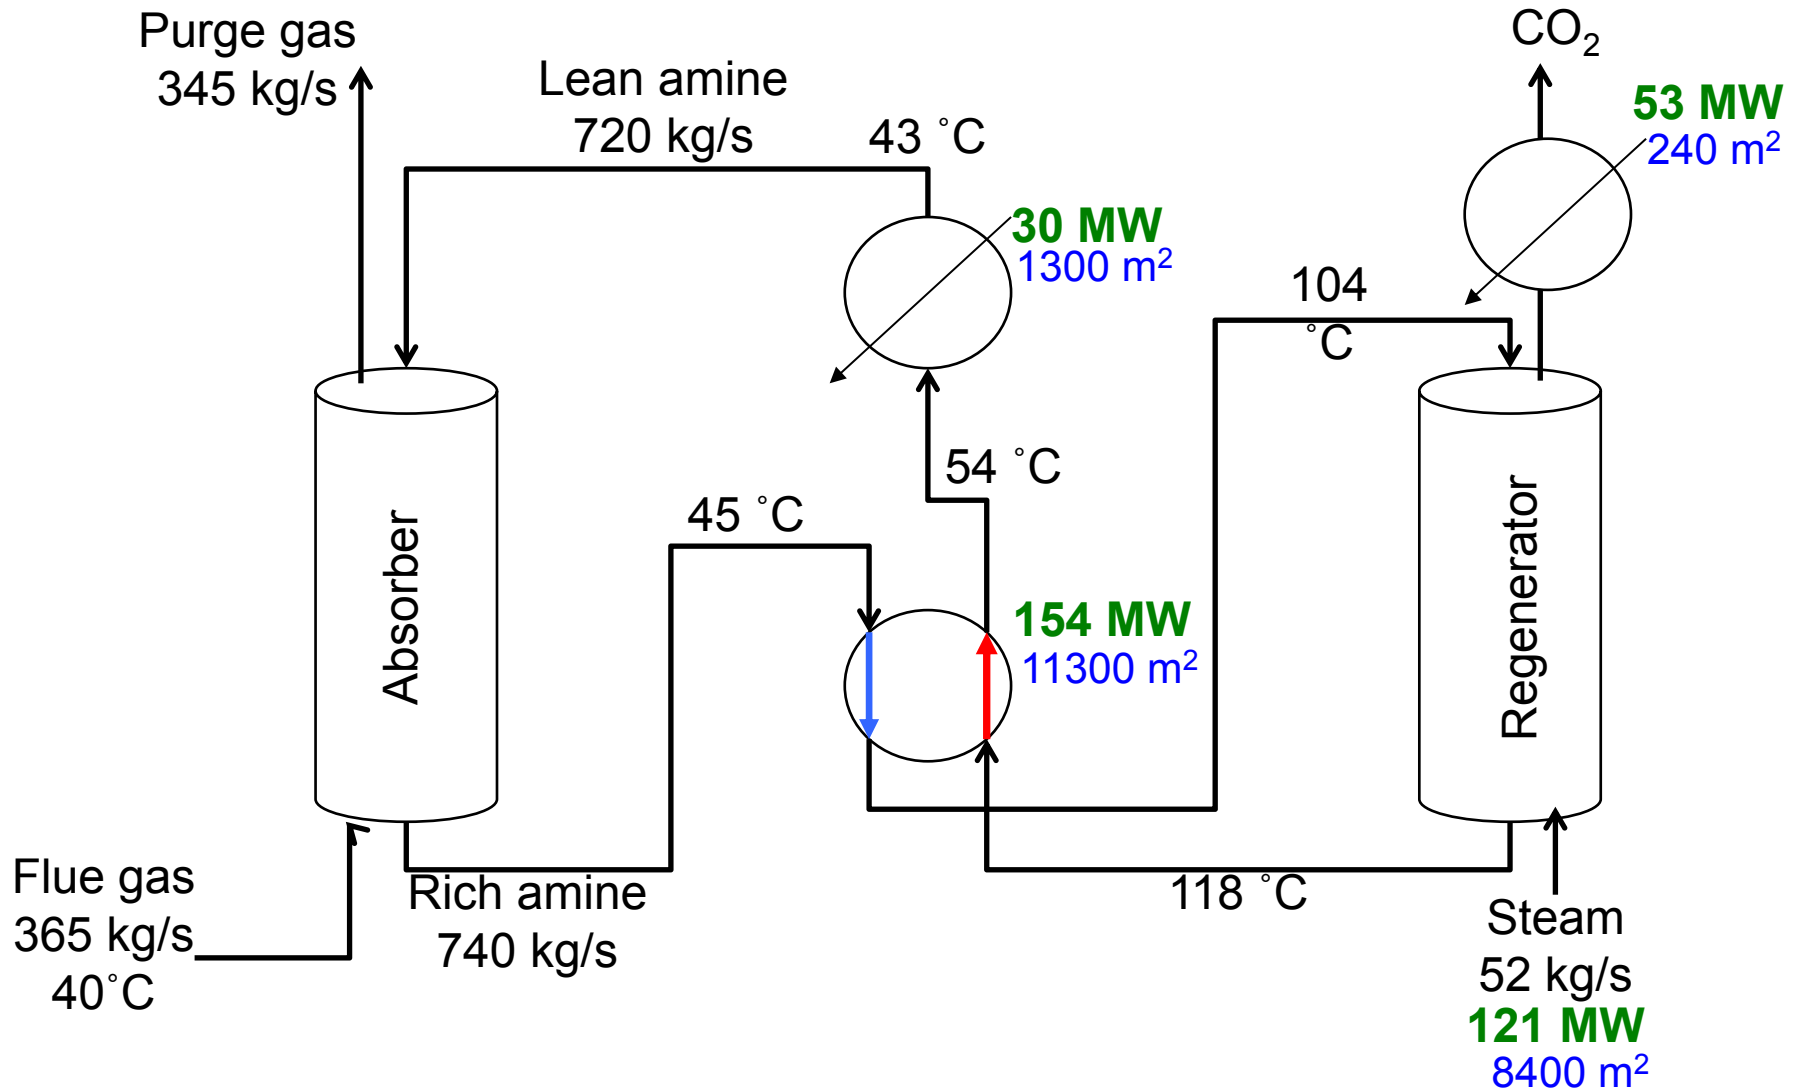 Purge gas
345 kg/s
Lean amine
720 kg/s
43 ˚C
CO₂
53 MW
240 m²
30 MW
1300 m²
104
˚C
54 ˚C
45 ˚C
Absorber
154 MW
11300 m²
Regenerator
Flue gas
365 kg/s
40˚C
Rich amine
740 kg/s
118 ˚C
Steam
52 kg/s
121 MW
8400 m²